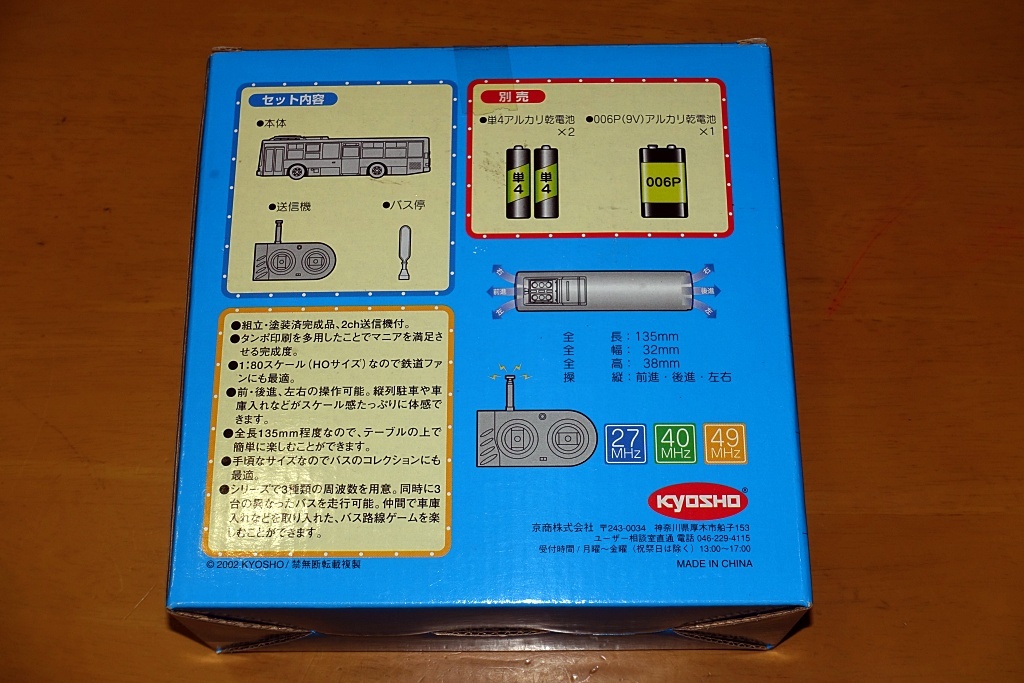 セット内容
●本体
●送信機
●バス停
別売
●単4アルカリ乾電池
×2
●006P(9V)アルカリ乾電池
×1
単4
単4
006P
右
前進
左
右
後進
左
全長：135mm
全幅： 32mm
全高： 38mm
操縦：前進・後進・左右
27
MHz
40
MHz
49
MHz
●組立・塗装済完成品、2ch送信機付。
●タンポ印刷を多用したことでマニアを満足さ
せる完成度。
●1:80スケール(HOサイズ)なので鉄道ファ
ンにも最適。
●前・後進、左右の操作可能。縦列駐車や車
庫入れなどがスケール感たっぷりに体感で
きます。
●全長135mm程度なので、テーブルの上で
簡単に楽しむことができます。
●手頃なサイズなのでバスのコレクションにも
最適。
●シリーズで3種類の周波数を用意。同時に3
台の異なったバスを走行可能。仲間で車庫
入れなどを取り入れた、バス路線ゲームを楽
しむことができます。
© 2002 KYOSHO / 禁無断転載複製
KYOSHO®
京商株式会社 〒243-0034 神奈川県厚木市船子153
ユーザー相談室直通 電話 046-229-4115
受付時間 / 月曜〜金曜（祝祭日は除く）13:00〜17:00
MADE IN CHINA